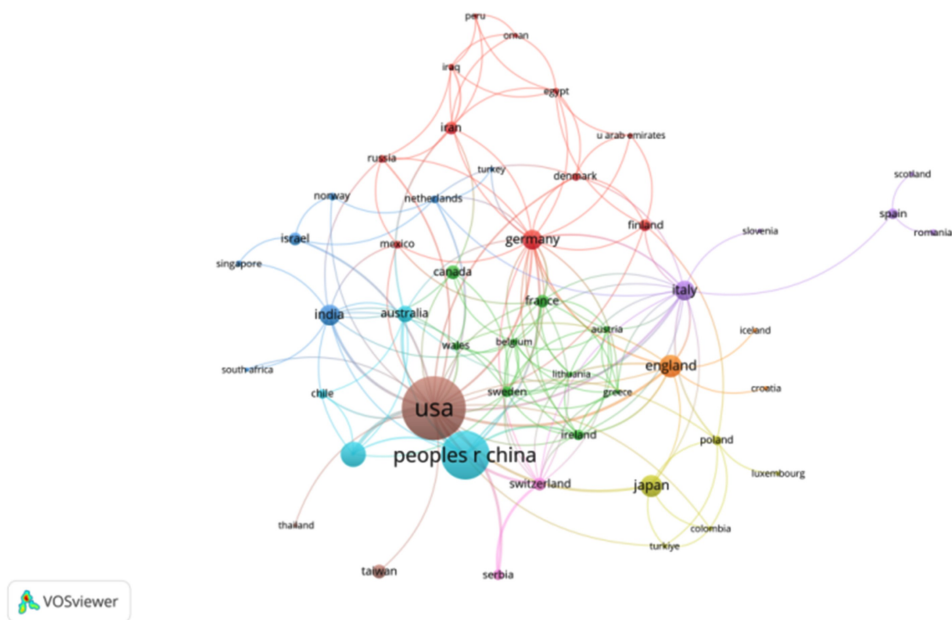 peru
oman
iraq
egypt
iran
u arab emirates
russia
turkey
denmark
scotland
norway
netherlands
spain
israel
germany
finland
slovenia
romania
mexico
singapore
canada
italy
india
australia
france
austria
iceland
wales
belgium
england
south africa
lithuania
chile
sweden
greece
croatia
usa
ireland
poland
peoples r china
luxembourg
switzerland
japan
thailand
colombia
turkiye
taiwan
serbia
VOSviewer